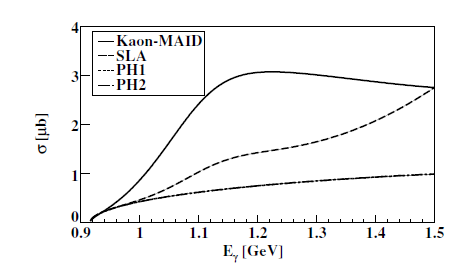 4
Kaon-MAID
SLA
PH1
PH2
3
2
1
0
σ [μb]
0.9 1 1.1 1.2 1.3 1.4 1.5
Eγ [GeV]